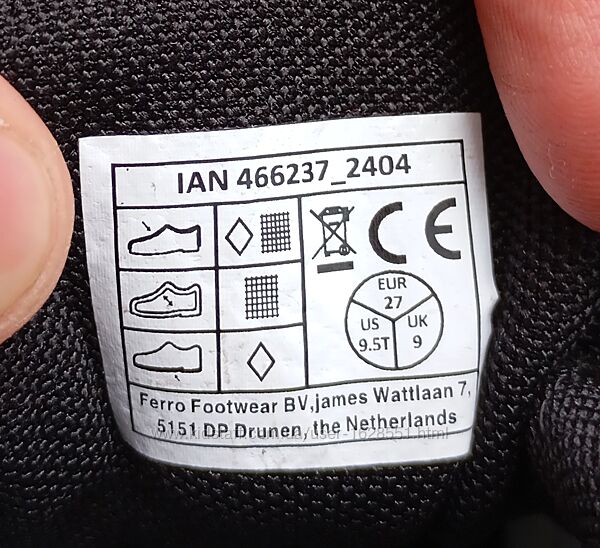 IAN 466237_2404
CE
EUR
27
US
9.5T
UK
9
Ferro Footwear BV,james Wattlaan 7,
5151 DP Drunen, the Netherlands